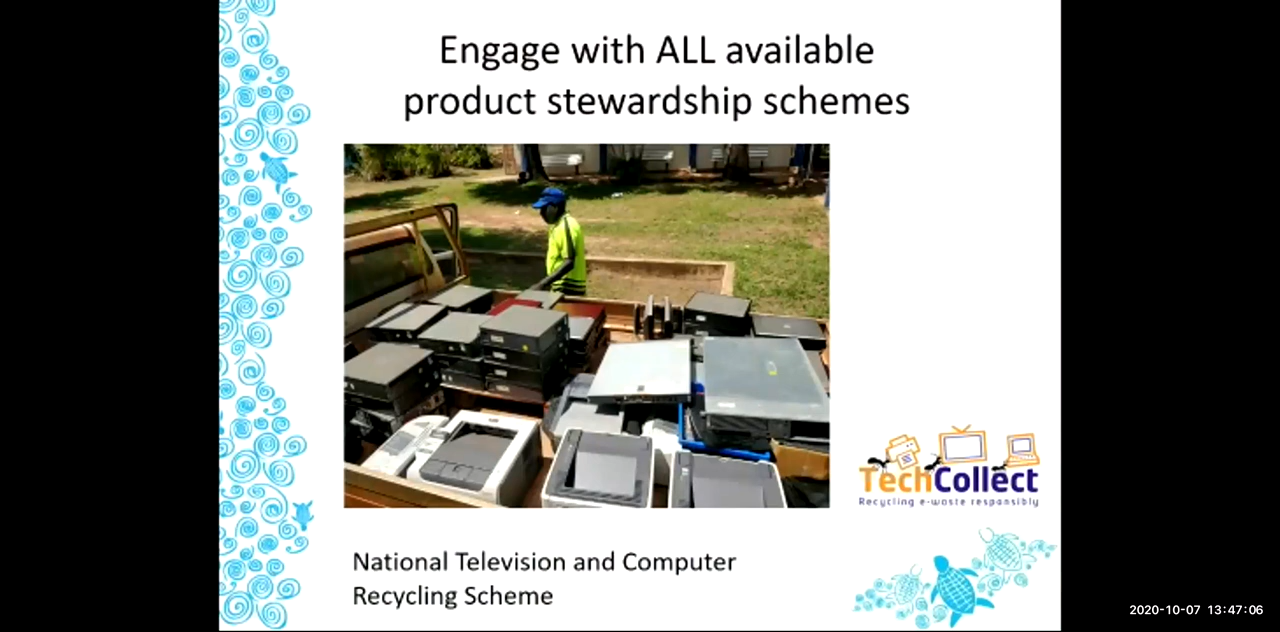 Engage with ALL available
product stewardship schemes
TechCollect
Recycling e-waste responsibly
National Television and Computer
Recycling Scheme
2020-10-07 13:47:06